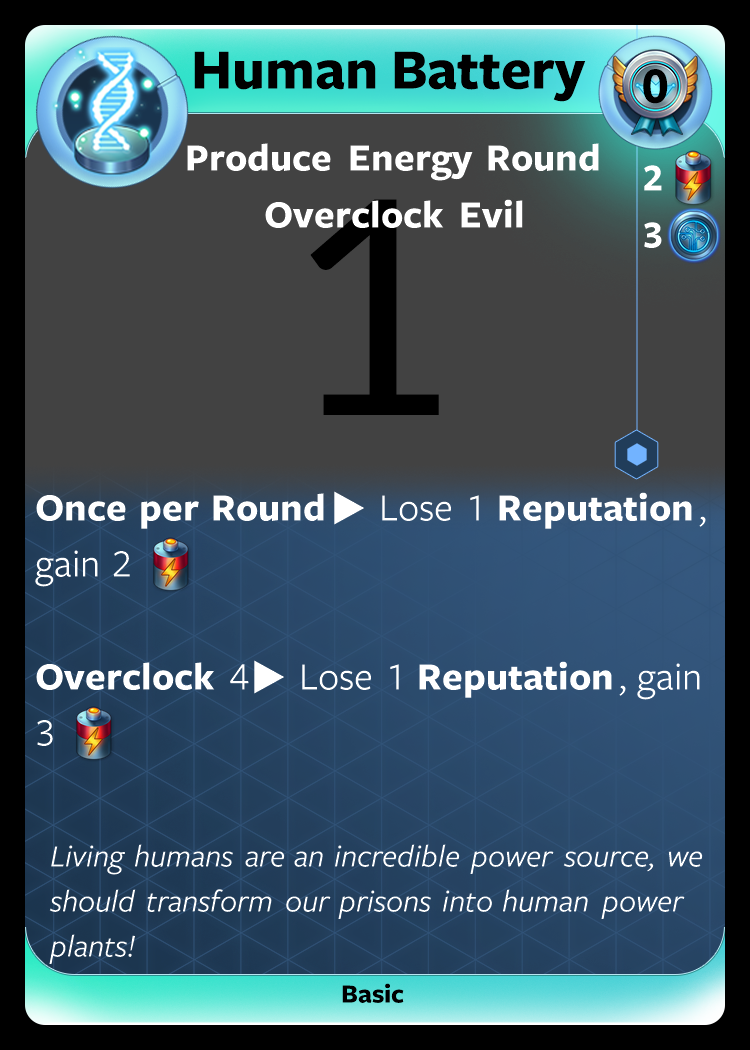 Human Battery
0
Produce Energy Round
Overclock Evil
2
3
1
Once per Round▶ Lose 1 Reputation,
gain 2
Overclock 4▶ Lose 1 Reputation, gain
3
Living humans are an incredible power source, we
should transform our prisons into human power
plants!
Basic